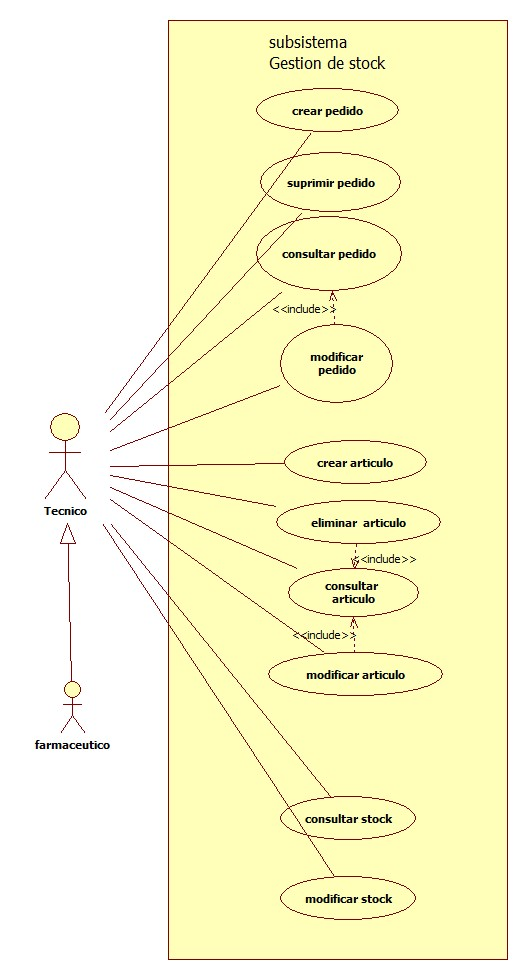 subsistema
Gestion de stock
crear pedido
suprimir pedido
consultar pedido
<<include>>
modificar
pedido
crear articulo
Tecnico
eliminar articulo
<<include>>
consultar
articulo
<<include>>
modificar articulo
farmaceutico
consultar stock
modificar stock